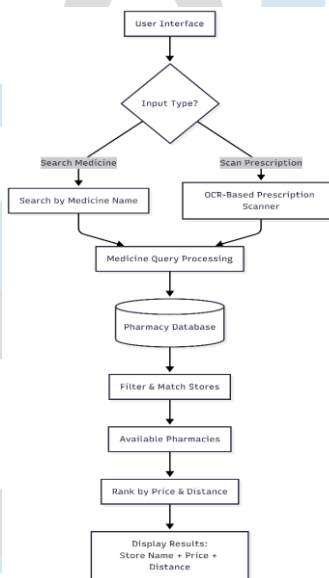 User Interface
Input Type?
Search Medicine
Scan Prescription
Search by Medicine Name
OCR-Based Prescription
Scanner
Medicine Query Processing
Pharmacy Database
Filter & Match Stores
Available Pharmacies
Rank by Price & Distance
Display Results:
Store Name + Price +
Distance